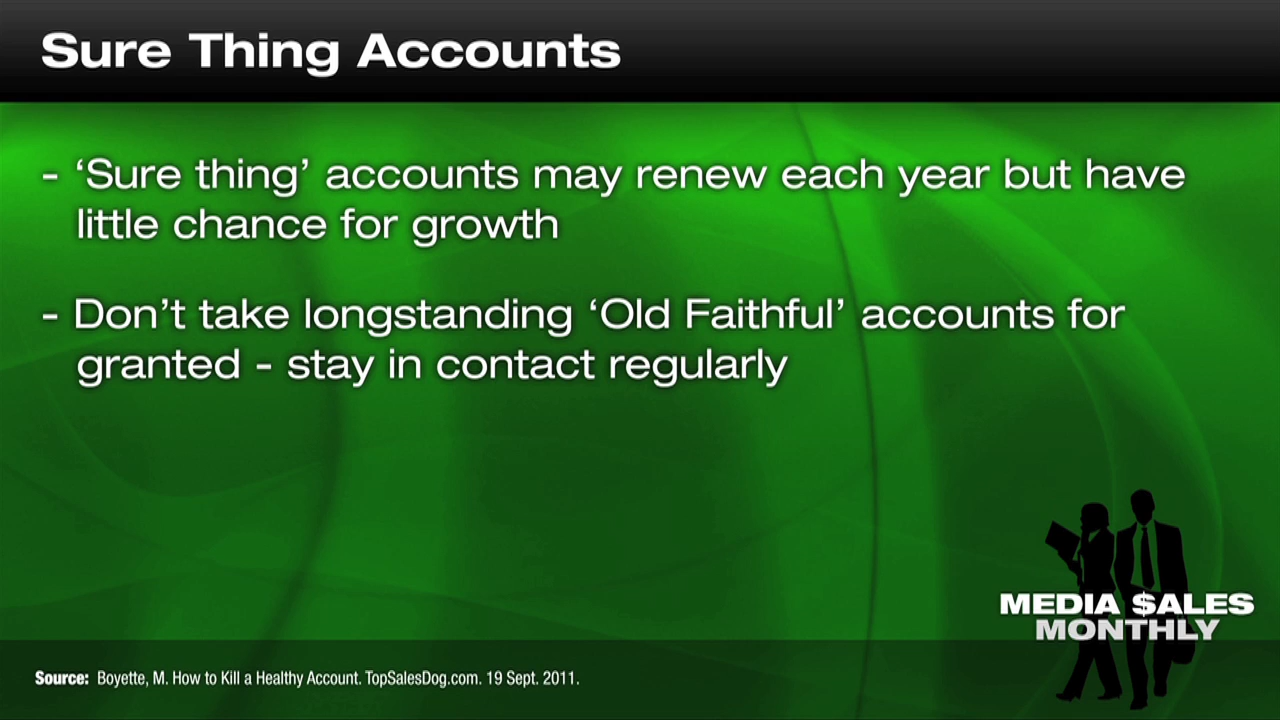 Sure Thing Accounts
- ‘Sure thing’ accounts may renew each year but have
little chance for growth
- Don’t take longstanding ‘Old Faithful’ accounts for
granted - stay in contact regularly
MEDIA $ALES
MONTHLY
Source: Boyette, M. How to Kill a Healthy Account. TopSalesDog.com. 19 Sept. 2011.